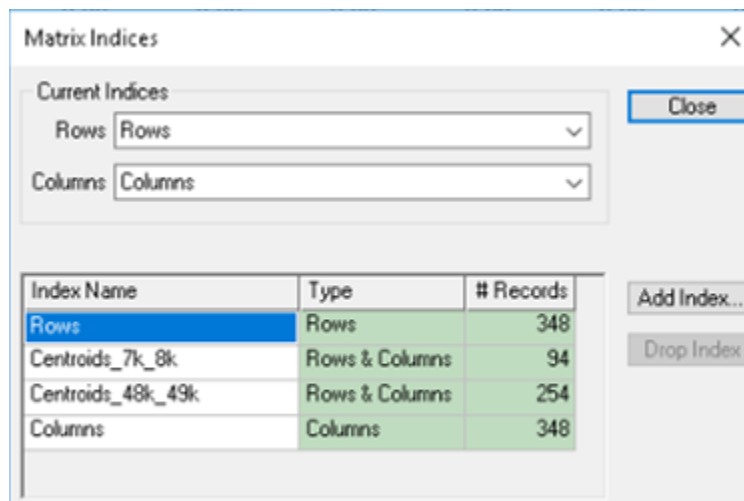 Matrix Indices
Current Indices
Rows Rows
Close
Columns Columns
Index Name Type # Records
Add Index...
Rows Rows 348
Drop Index
Centroids_7k_8k Rows & Columns 94
Centroids_48k_49k Rows & Columns 254
Columns Columns 348